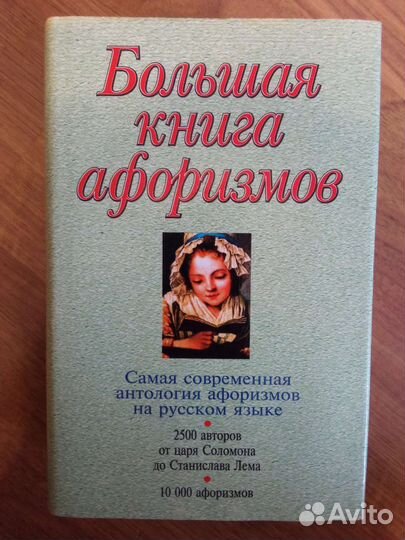 Большая
книга
афоризмов
Самая современная
антология афоризмов
на русском языке
2500 авторов
от царя Соломона
до Станислава Лема
10 000 афоризмов
Avito